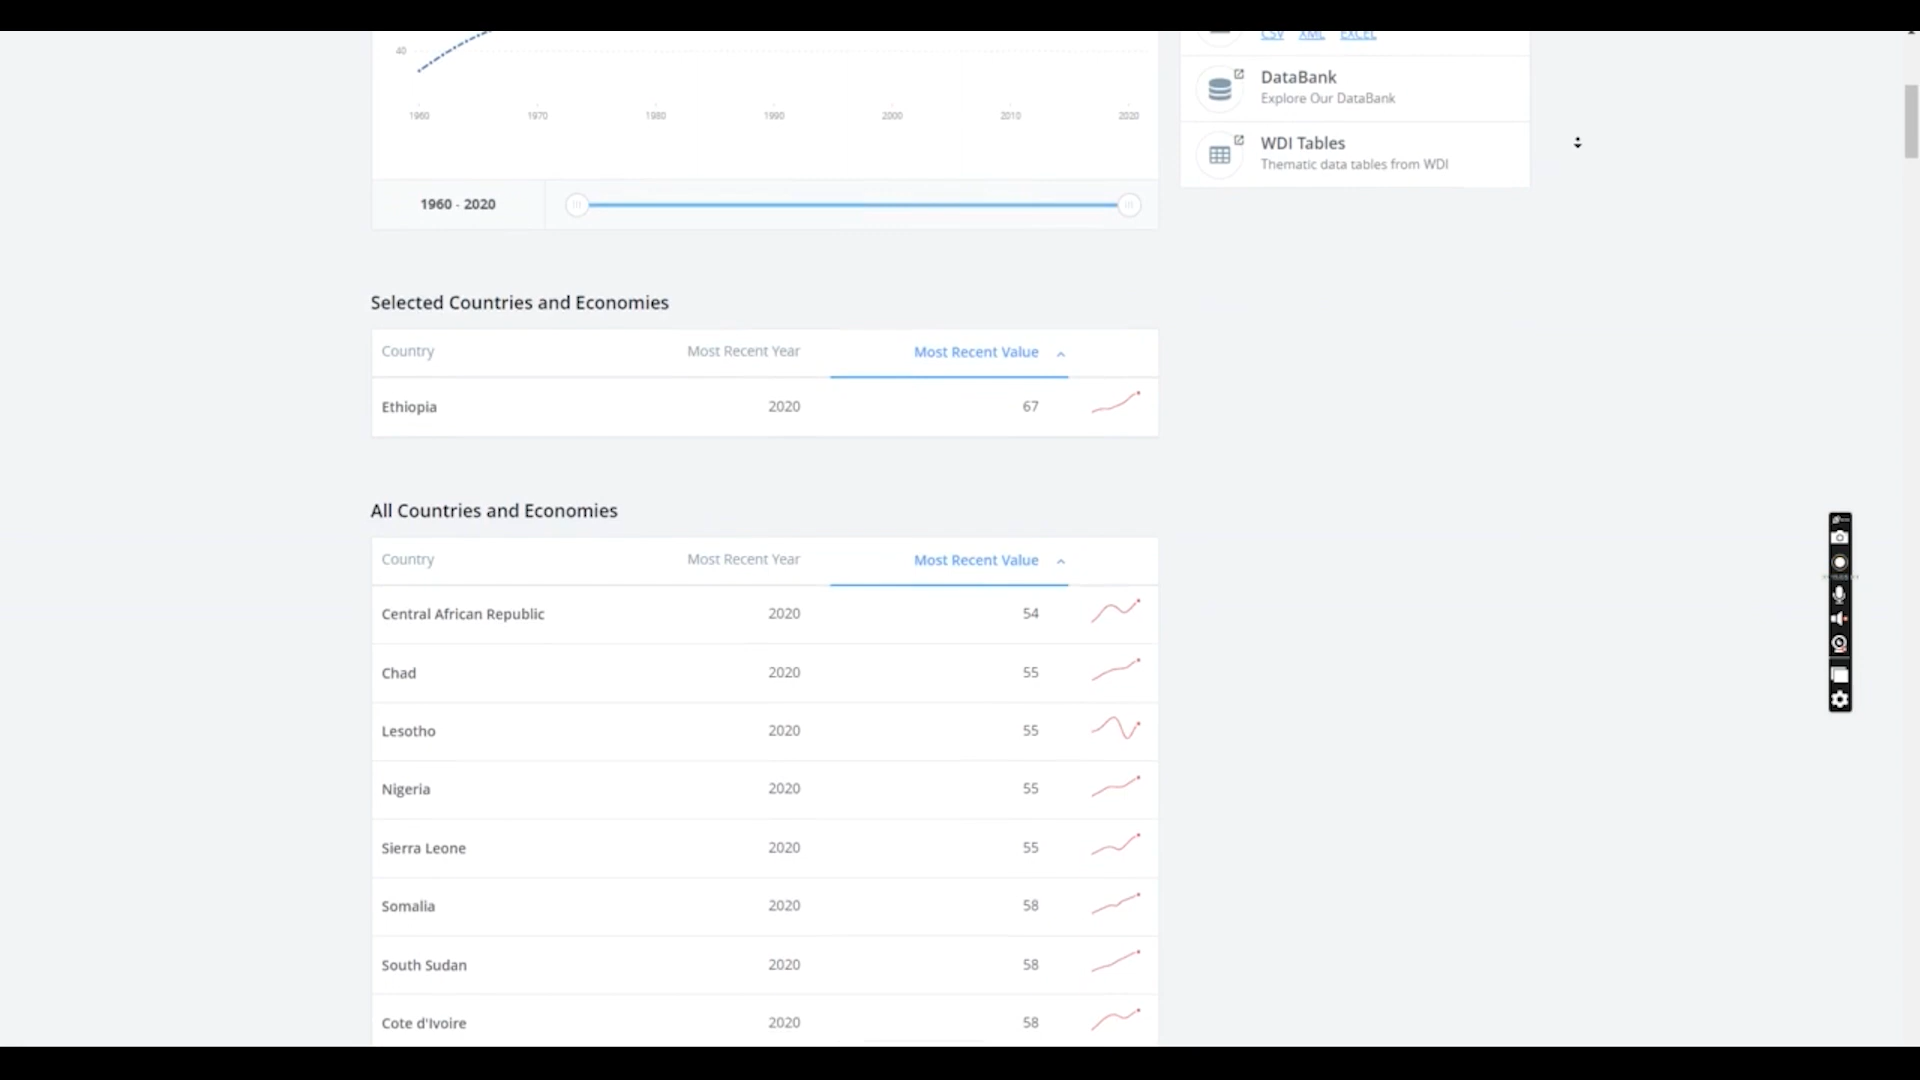 CSV XML EXCEL
40
DataBank
Explore Our DataBank
1960 1970 1980 1990 2000 2010 2020
WDI Tables
Thematic data tables from WDI
1960 - 2020
Selected Countries and Economies
Country Most Recent Year Most Recent Value
Ethiopia 2020 67
All Countries and Economies
Country Most Recent Year Most Recent Value
Central African Republic 2020 54
Chad 2020 55
Lesotho 2020 55
Nigeria 2020 55
Sierra Leone 2020 55
Somalia 2020 58
South Sudan 2020 58
Cote d'Ivoire 2020 58